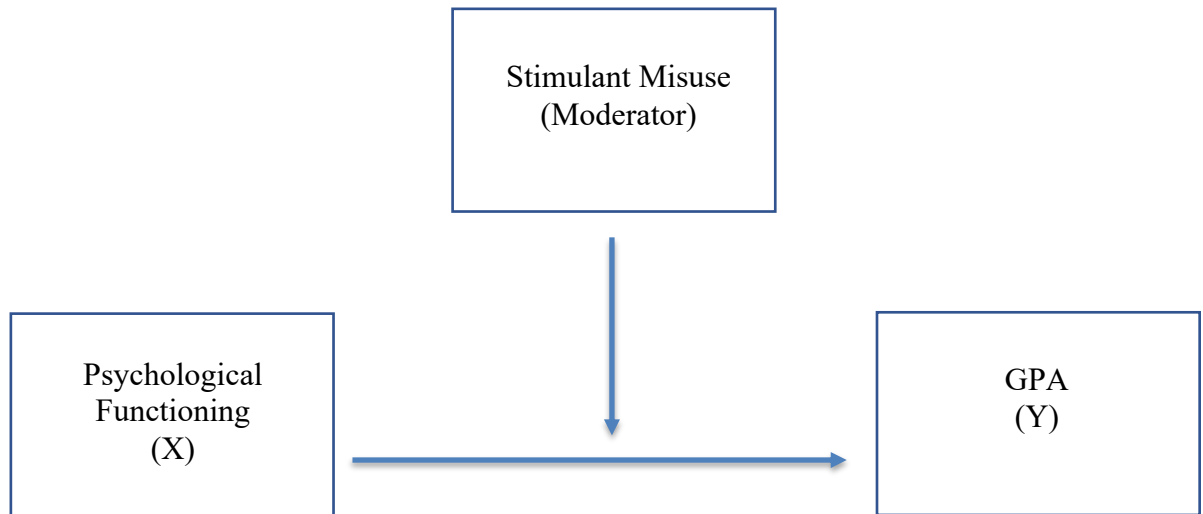 Stimulant Misuse
(Moderator)
Psychological
Functioning
(X)
GPA
(Y)